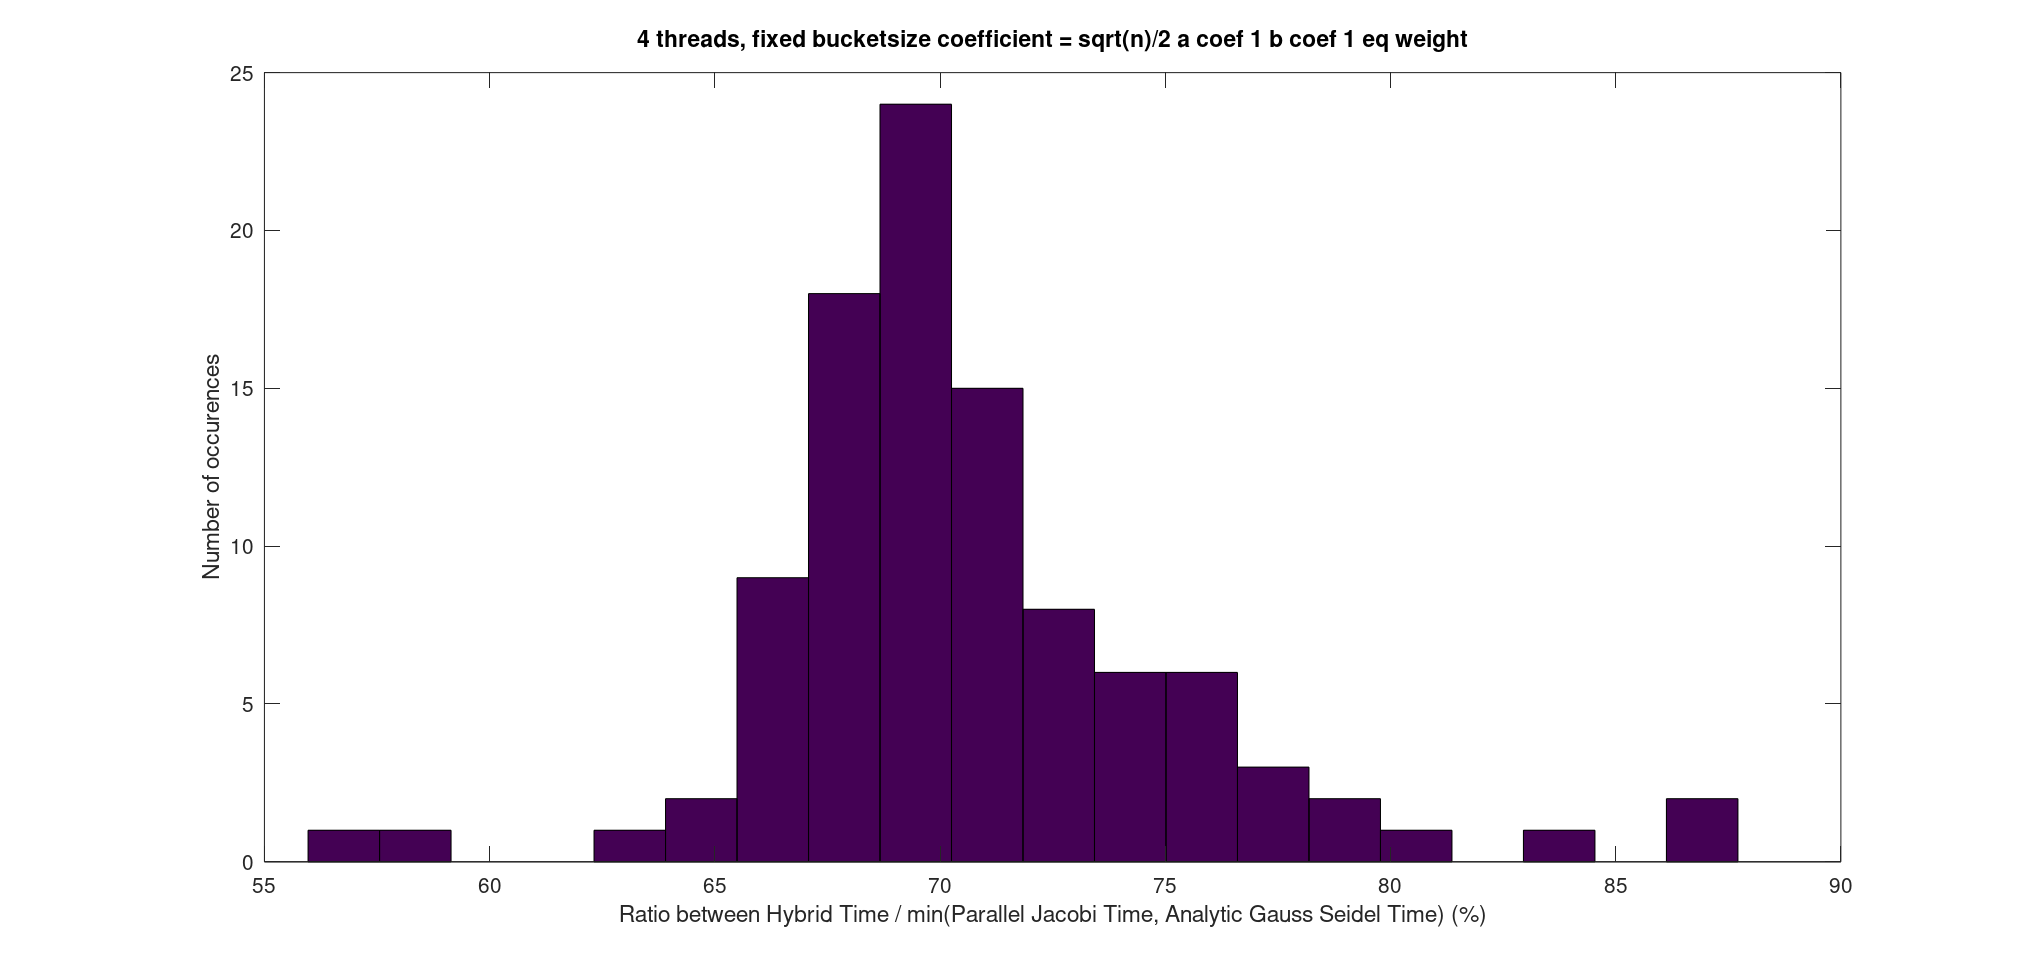 4 threads, fixed bucketsize coefficient = sqrt(n)/2 a coef 1 b coef 1 eq weight
25
20
15
10
5
0
Number of occurences
55 60 65 70 75 80 85 90
Ratio between Hybrid Time / min(Parallel Jacobi Time, Analytic Gauss Seidel Time) (%)